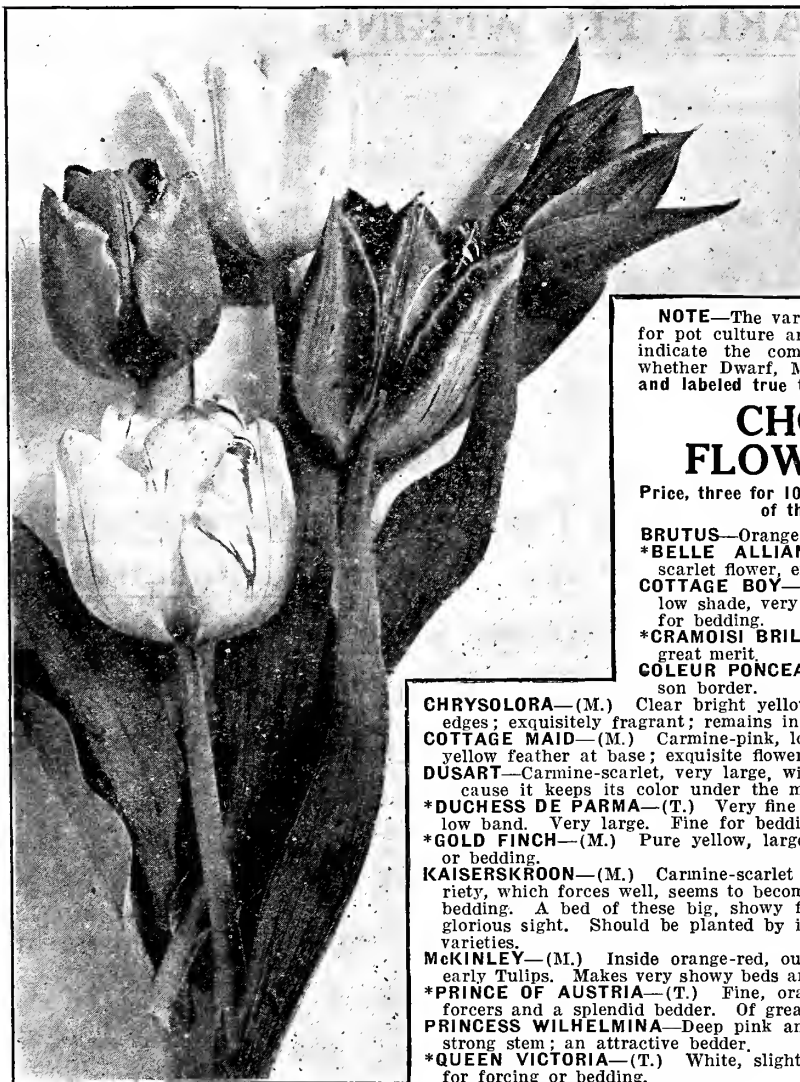 NOTE—The var
for pot culture an
indicate the com
whether Dwarf, M
and labeled true t
CHO
FLOW
Price, three for 10
of th
BRUTUS—Orange
*BELLE ALLIAN
scarlet flower, e
COTTAGE BOY—
low shade, very
for bedding.
*CRAMOISI BRIL
great merit.
COLEUR PONCEA
son border.
CHRYSOLORA—(M.) Clear bright yello
edges; exquisitely fragrant; remains in
COTTAGE MAID—(M.) Carmine-pink, lo
yellow feather at base; exquisite flower
DUSART—Carmine-scarlet, very large, wi
cause it keeps its color under the m
*DUCHESS DE PARMA—(T.) Very fine
low band. Very large. Fine for beddi
*GOLD FINCH—(M.) Pure yellow, large
or bedding.
KAISERSKROON—(M.) Carmine-scarlet
riety, which forces well, seems to becom
bedding. A bed of these big, showy f
glorious sight. Should be planted by i
varieties.
McKINLEY—(M.) Inside orange-red, ou
early Tulips. Makes very showy beds an
*PRINCE OF AUSTRIA—(T.) Fine, ora
forcers and a splendid bedder. Of grea
PRINCESS WILHELMINA—Deep pink an
strong stem; an attractive bedder.
*QUEEN VICTORIA—(T.) White, slight
for forcing or bedding.